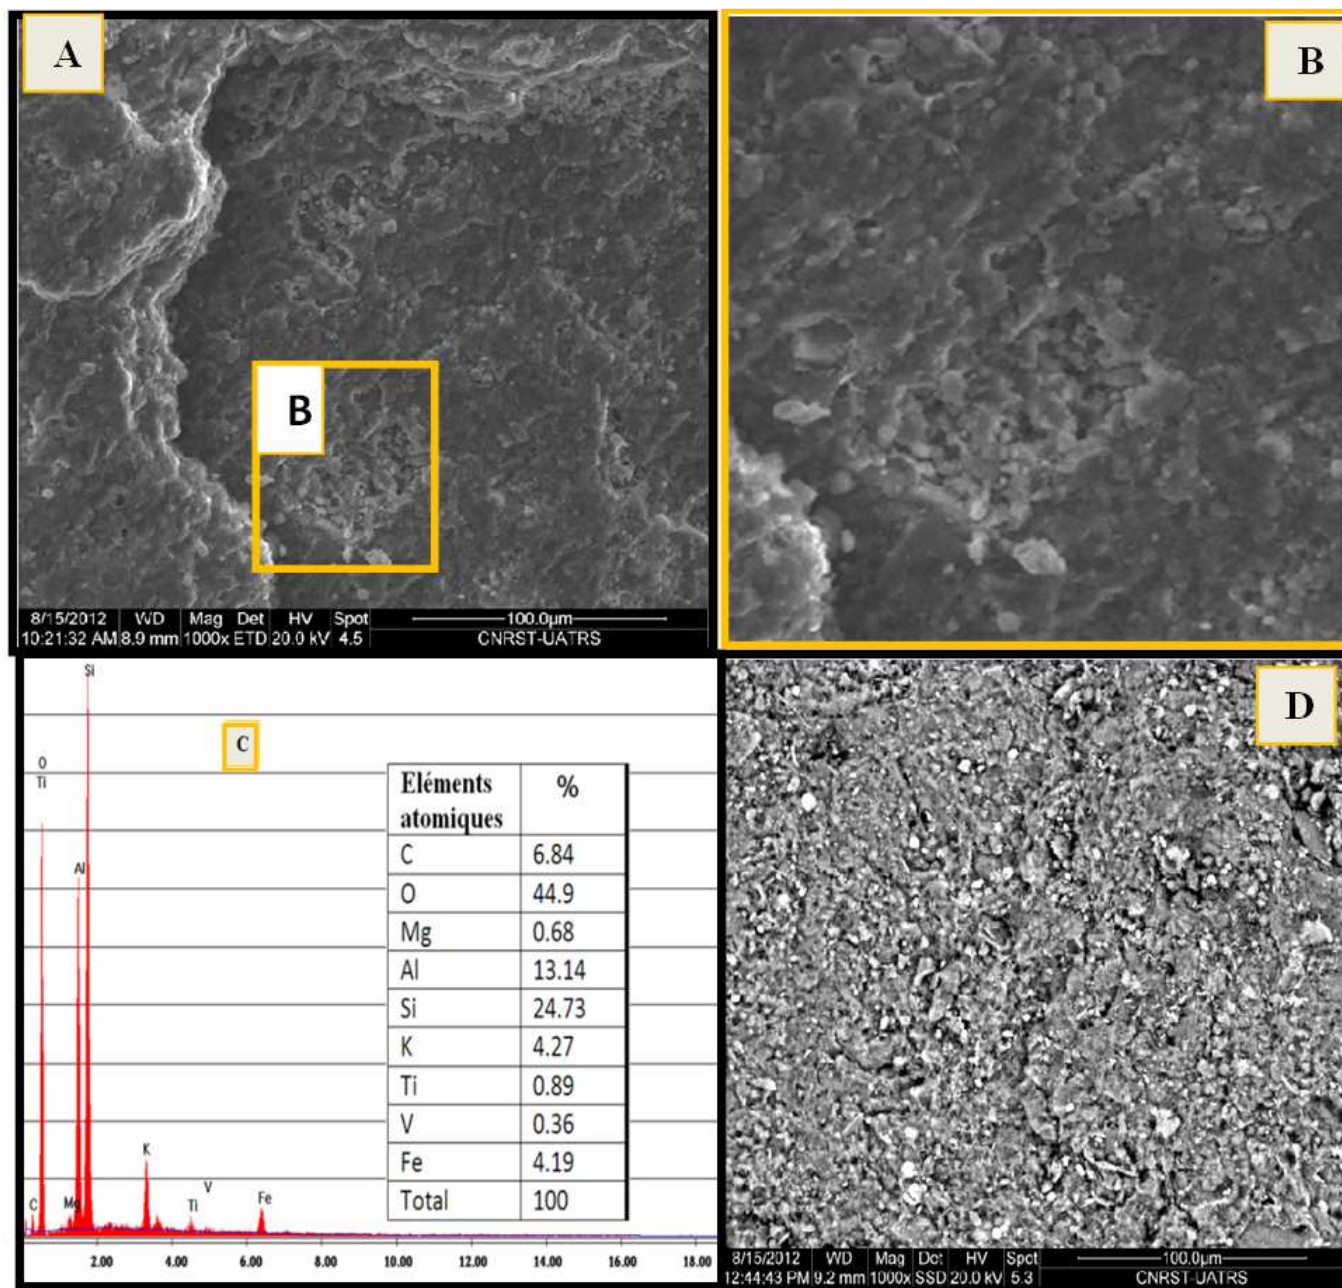 A
B
B
8/15/2012 WD Mag Det HV Spot 100.0µm
10:21:32 AM 8.9 mm 1000x ETD 20.0 kV 4.5 CNRST-UATRS
Si
C
O
Ti
Al
K
V
Ti
Fe
C
Mg
2.00 4.00 6.00 8.00 10.00 12.00 14.00 16.00 18.00
Eléments atomiques %
C 6.84
O 44.9
Mg 0.68
Al 13.14
Si 24.73
K 4.27
Ti 0.89
V 0.36
Fe 4.19
Total 100
D
8/15/2012 WD Mag Det HV Spot 100.0µm
12:44:43 PM 9.2 mm 1000x SSD 20.0 kV 5.3 CNRST-UATRS